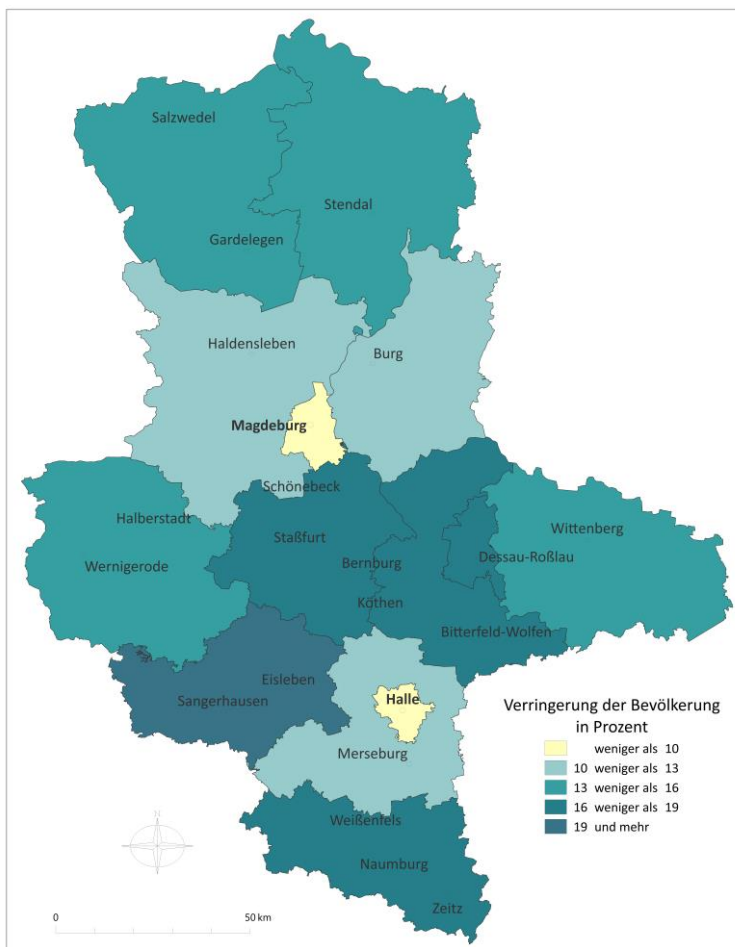 Salzwedel
Stendal
Gardelegen
Haldensleben
Burg
Magdeburg
Schönebeck
Halberstadt
Wittenberg
Staßfurt
Dessau-Roßlau
Wernigerode
Bernburg
Köthen
Bitterfeld-Wolfen
Eisleben
Sangerhausen
Halle
Merseburg
Verringerung der Bevölkerung
in Prozent
weniger als 10
10 weniger als 13
13 weniger als 16
16 weniger als 19
19 und mehr
Weißenfels
Naumburg
Zeitz
N
0 50 km